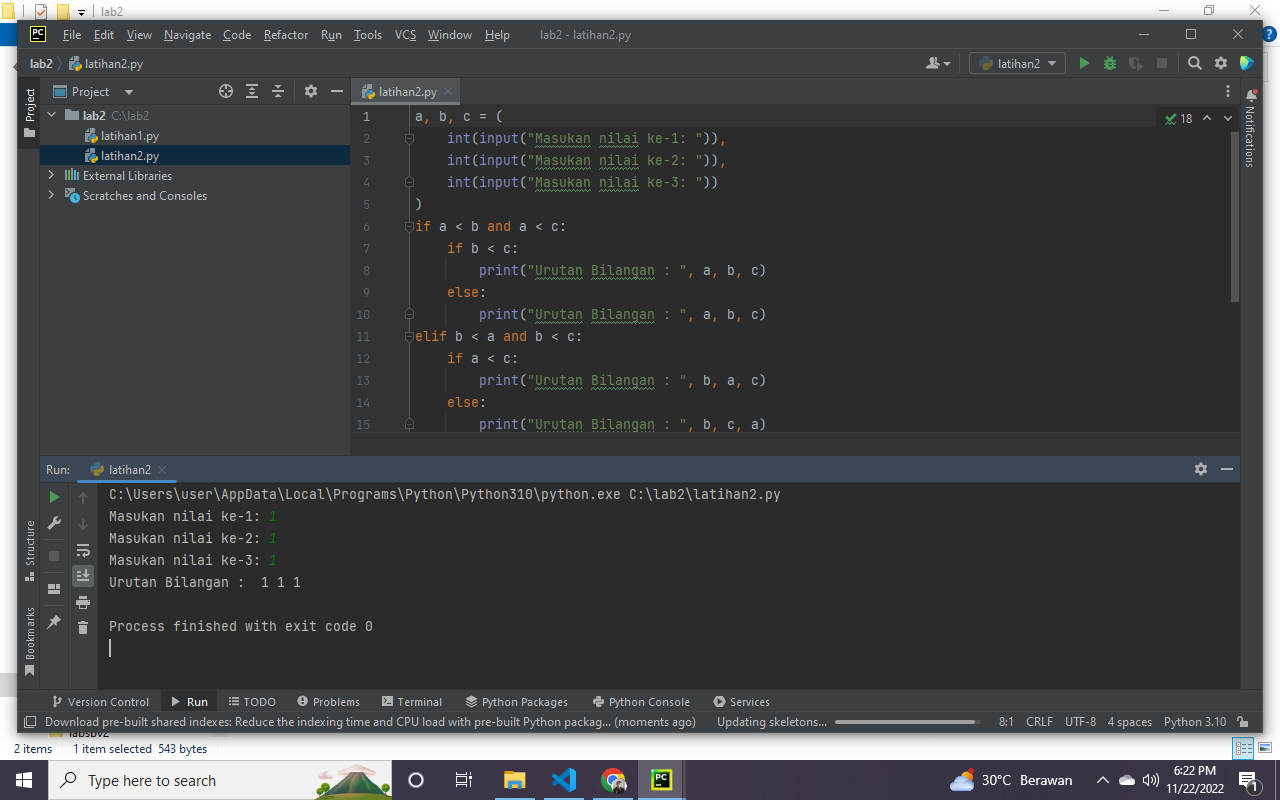 lab2
File Edit View Navigate Code Refactor Run Tools VCS Window Help lab2 - latihan2.py
lab2 latihan2.py latihan2
Project
latihan2.py
Project
lab2 C:\lab2
latihan1.py
latihan2.py
External Libraries
Scratches and Consoles
18
Notifications
1 a, b, c = (
2 int(input("Masukan nilai ke-1: ")),
3 int(input("Masukan nilai ke-2: ")),
4 int(input("Masukan nilai ke-3: "))
5 )
6 if a < b and a < c:
7 if b < c:
8 print("Urutan Bilangan : ", a, b, c)
9 else:
10 print("Urutan Bilangan : ", a, b, c)
11 elif b < a and b < c:
12 if a < c:
13 print("Urutan Bilangan : ", b, a, c)
14 else:
15 print("Urutan Bilangan : ", b, c, a)
Run: latihan2
C:\Users\user\AppData\Local\Programs\Python\Python310\python.exe C:\lab2\latihan2.py
Masukan nilai ke-1: 1
Masukan nilai ke-2: 1
Masukan nilai ke-3: 1
Urutan Bilangan :  1 1 1
Process finished with exit code 0
Structure
Bookmarks
Version Control Run TODO Problems Terminal Python Packages Python Console Services
Download pre-built shared indexes: Reduce the indexing time and CPU load with pre-built Python packag... (moments ago) Updating skeletons... 8:1 CRLF UTF-8 4 spaces Python 3.10
2 items 1 item selected 543 bytes
Type here to search
PC
30°C Berawan
6:22 PM
11/22/2022
1